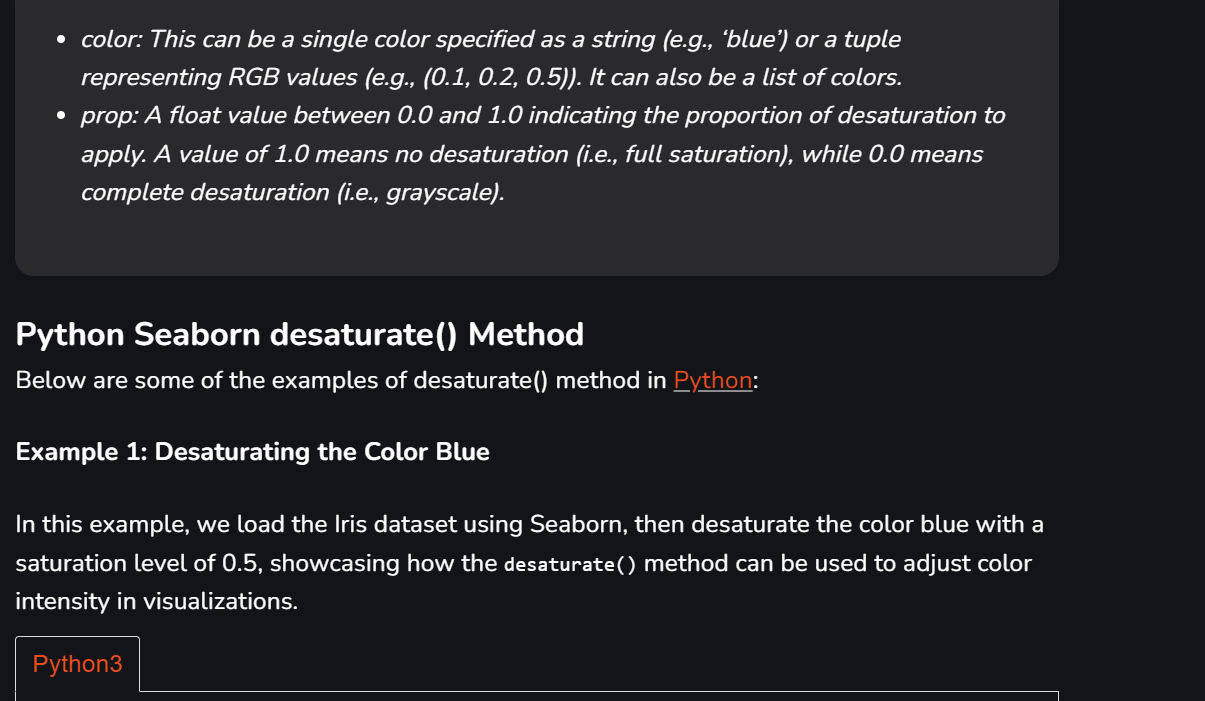 • color: This can be a single color specified as a string (e.g., ‘blue’) or a tuple
representing RGB values (e.g., (0.1, 0.2, 0.5)). It can also be a list of colors.
• prop: A float value between 0.0 and 1.0 indicating the proportion of desaturation to
apply. A value of 1.0 means no desaturation (i.e., full saturation), while 0.0 means
complete desaturation (i.e., grayscale).
Python Seaborn desaturate() Method
Below are some of the examples of desaturate() method in Python:
Example 1: Desaturating the Color Blue
In this example, we load the Iris dataset using Seaborn, then desaturate the color blue with a
saturation level of 0.5, showcasing how the desaturate() method can be used to adjust color
intensity in visualizations.
Python3